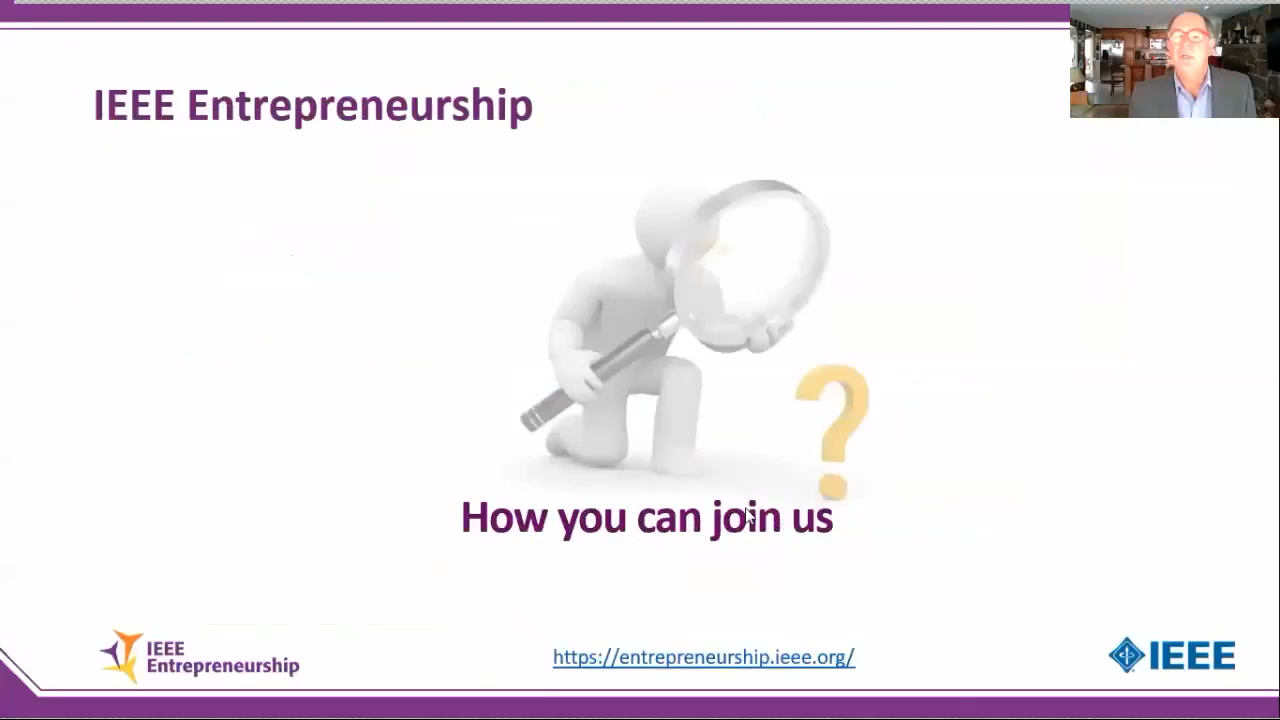 IEEE Entrepreneurship
?
How you can join us
IEEE
Entrepreneurship
https://entrepreneurship.ieee.org/
IEEE